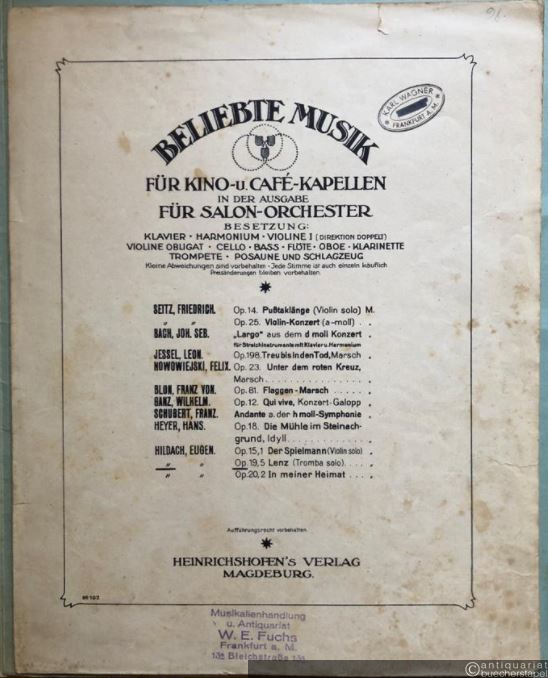 KARL WAGNER
* FRANKFURT A. M. *
BELIEBTE MUSIK
FÜR KINO- u. CAFÉ-KAPELLEN
IN DER AUSGABE
FÜR SALON-ORCHESTER
BESETZUNG:
KLAVIER · HARMONIUM · VIOLINE I (DIREKTION DOPPELT)
VIOLINE OBLIGAT · CELLO · BASS · FLÖTE · OBOE · KLARINETTE
TROMPETE · POSAUNE UND SCHLAGZEUG
Kleine Abweichungen sind vorbehalten · Jede Stimme ist auch einzeln käuflich
Preisänderungen bleiben vorbehalten.
SEITZ, FRIEDRICH. Op. 14. Pußtaklänge (Violin solo) M.
" " Op. 25. Violin-Konzert (a-moll) . . "
BACH, JOH. SEB. „Largo" aus dem d moll Konzert "
für Streichinstrumente mit Klavier u. Harmonium
JESSEL, LEON. Op. 198. Treu bis in den Tod, Marsch . "
NOWOWIEJSKI, FELIX. Op. 23. Unter dem roten Kreuz,
Marsch . . . . . . . . . . . . . . . "
BLON, FRANZ VON. Op. 81. Flaggen-Marsch . . . . . . "
GANZ, WILHELM. Op. 12. Qui vive, Konzert-Galopp "
SCHUBERT, FRANZ. Andante a. der h moll-Symphonie "
HEYER, HANS. Op. 18. Die Mühle im Steinach-
grund, Idyll . . . . . . . . . . . . "
HILDACH, EUGEN. Op. 15,1 Der Spielmann (Violin solo) "
" " Op. 19,5 Lenz (Tromba solo) . . . . "
" " Op. 20,2 In meiner Heimat . . . . "
Aufführungsrecht vorbehalten.
HEINRICHSHOFEN'S VERLAG
MAGDEBURG.
Musikalienhandlung
u. Antiquariat
W. E. Fuchs
Frankfurt a. M.
Bleichstraße
©antiquariat
buecherstapel